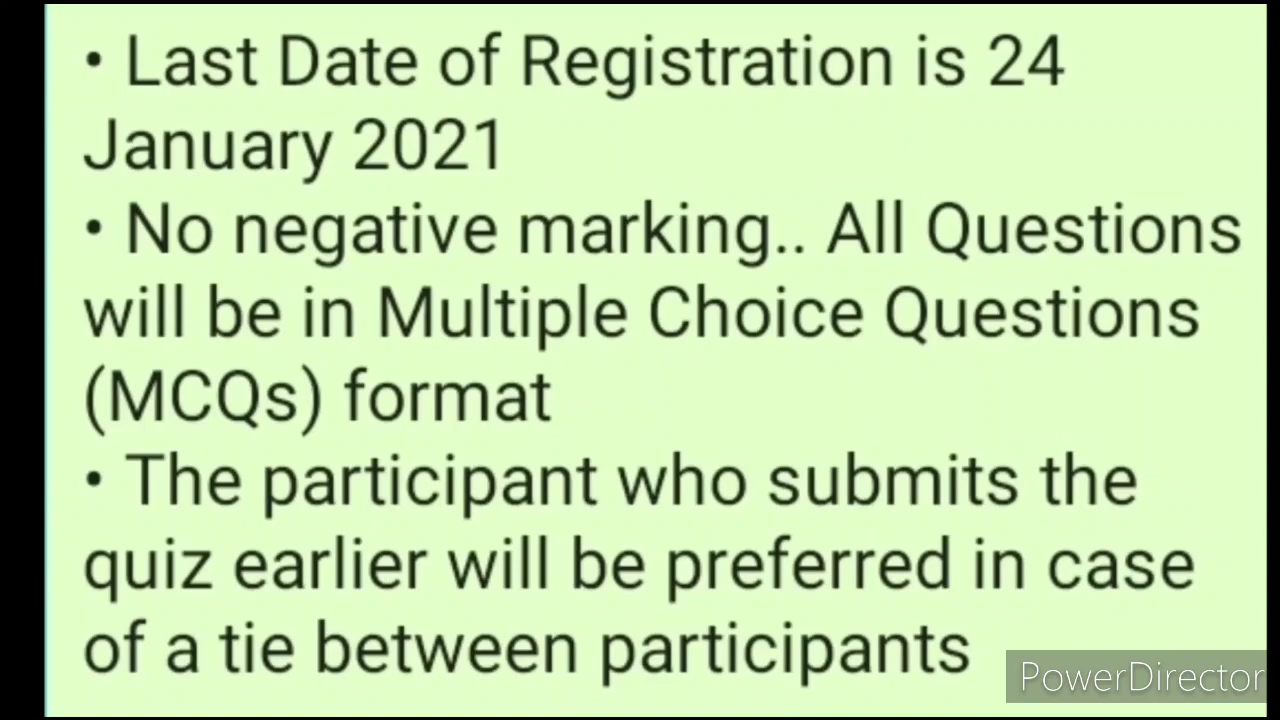 • Last Date of Registration is 24
January 2021
• No negative marking.. All Questions
will be in Multiple Choice Questions
(MCQs) format
• The participant who submits the
quiz earlier will be preferred in case
of a tie between participants
PowerDirector